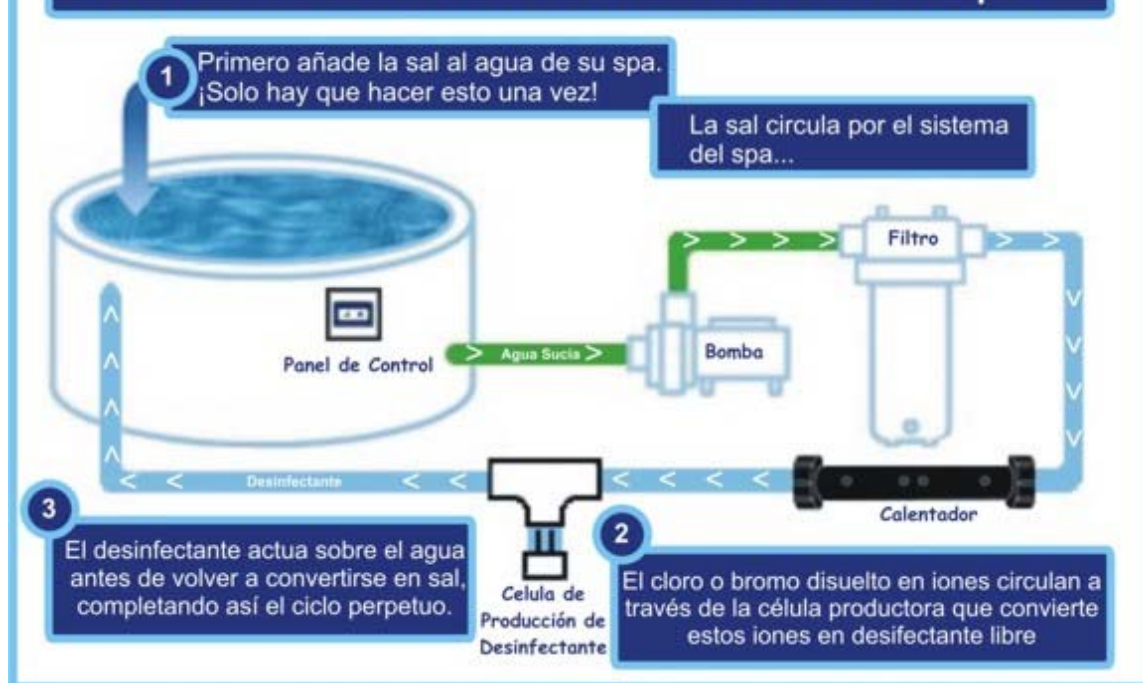 1
Primero añade la sal al agua de su spa.
¡Solo hay que hacer esto una vez!
La sal circula por el sistema
del spa...
Filtro
Bomba
Agua Sucia
Panel de Control
Calentador
Desinfectante
Celula de
Producción de
Desinfectante
2
El cloro o bromo disuelto en iones circulan a
través de la célula productora que convierte
estos iones en desifectante libre
3
El desinfectante actua sobre el agua
antes de volver a convertirse en sal,
completando así el ciclo perpetuo.